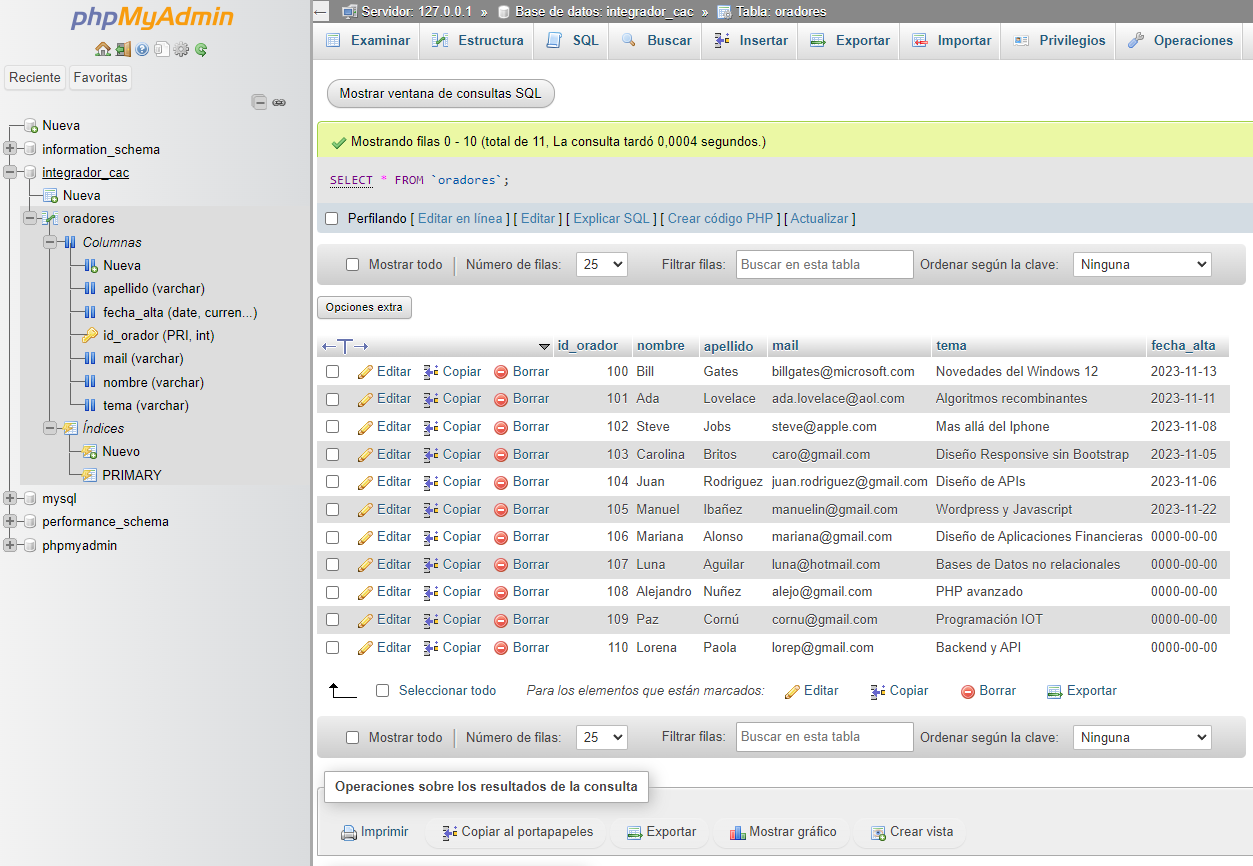 phpMyAdmin
Reciente Favoritas
Nueva
information_schema
integrador_cac
Nueva
oradores
Columnas
Nueva
apellido (varchar)
fecha_alta (date, curren...)
id_orador (PRI, int)
mail (varchar)
nombre (varchar)
tema (varchar)
Índices
Nuevo
PRIMARY
mysql
performance_schema
phpmyadmin
Servidor: 127.0.0.1 » Base de datos: integrador_cac » Tabla: oradores
Examinar Estructura SQL Buscar Insertar Exportar Importar Privilegios Operaciones
Mostrar ventana de consultas SQL
Mostrando filas 0 - 10 (total de 11, La consulta tardó 0,0004 segundos.)
SELECT * FROM `oradores`;
Perfilando [ Editar en línea ] [ Editar ] [ Explicar SQL ] [ Crear código PHP ] [ Actualizar ]
Mostrar todo Número de filas: 25 Filtrar filas: Buscar en esta tabla Ordenar según la clave: Ninguna
Opciones extra
←T→ id_orador nombre apellido mail tema fecha_alta
Editar Copiar Borrar 100 Bill Gates billgates@microsoft.com Novedades del Windows 12 2023-11-13
Editar Copiar Borrar 101 Ada Lovelace ada.lovelace@aol.com Algoritmos recombinantes 2023-11-11
Editar Copiar Borrar 102 Steve Jobs steve@apple.com Mas allá del Iphone 2023-11-08
Editar Copiar Borrar 103 Carolina Britos caro@gmail.com Diseño Responsive sin Bootstrap 2023-11-05
Editar Copiar Borrar 104 Juan Rodriguez juan.rodriguez@gmail.com Diseño de APIs 2023-11-06
Editar Copiar Borrar 105 Manuel Ibañez manuelin@gmail.com Wordpress y Javascript 2023-11-22
Editar Copiar Borrar 106 Mariana Alonso mariana@gmail.com Diseño de Aplicaciones Financieras 0000-00-00
Editar Copiar Borrar 107 Luna Aguilar luna@hotmail.com Bases de Datos no relacionales 0000-00-00
Editar Copiar Borrar 108 Alejandro Nuñez alejo@gmail.com PHP avanzado 0000-00-00
Editar Copiar Borrar 109 Paz Cornú cornu@gmail.com Programación IOT 0000-00-00
Editar Copiar Borrar 110 Lorena Paola lorep@gmail.com Backend y API 0000-00-00
Seleccionar todo Para los elementos que están marcados: Editar Copiar Borrar Exportar
Mostrar todo Número de filas: 25 Filtrar filas: Buscar en esta tabla Ordenar según la clave: Ninguna
Operaciones sobre los resultados de la consulta
Imprimir Copiar al portapapeles Exportar Mostrar gráfico Crear vista